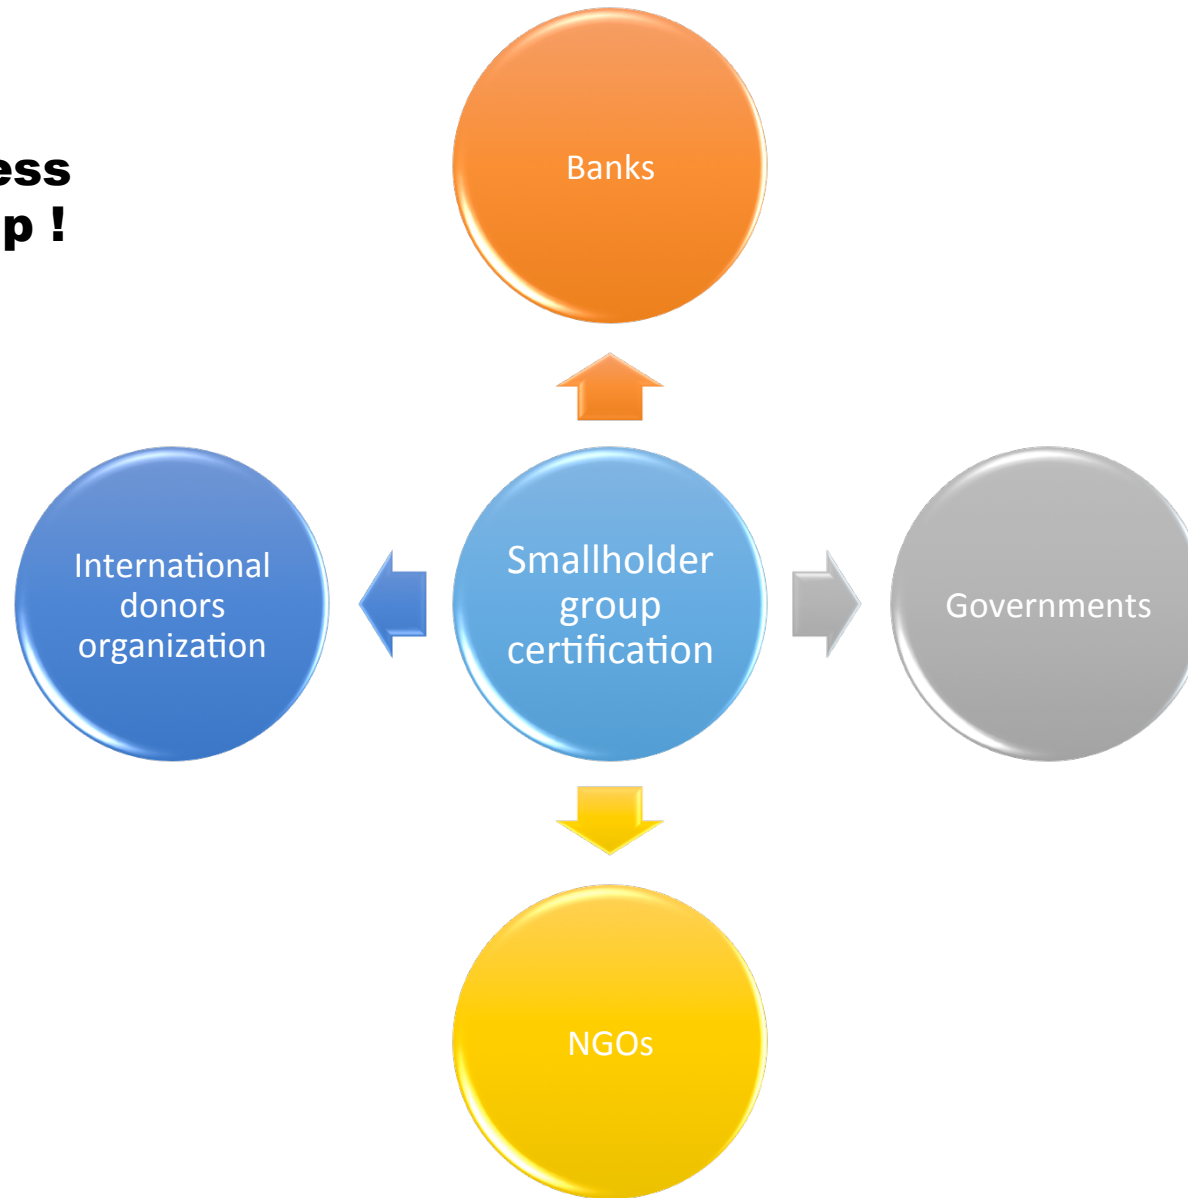 ess
p !
Banks
International
donors
organization
Smallholder
group
certification
Governments
NGOs